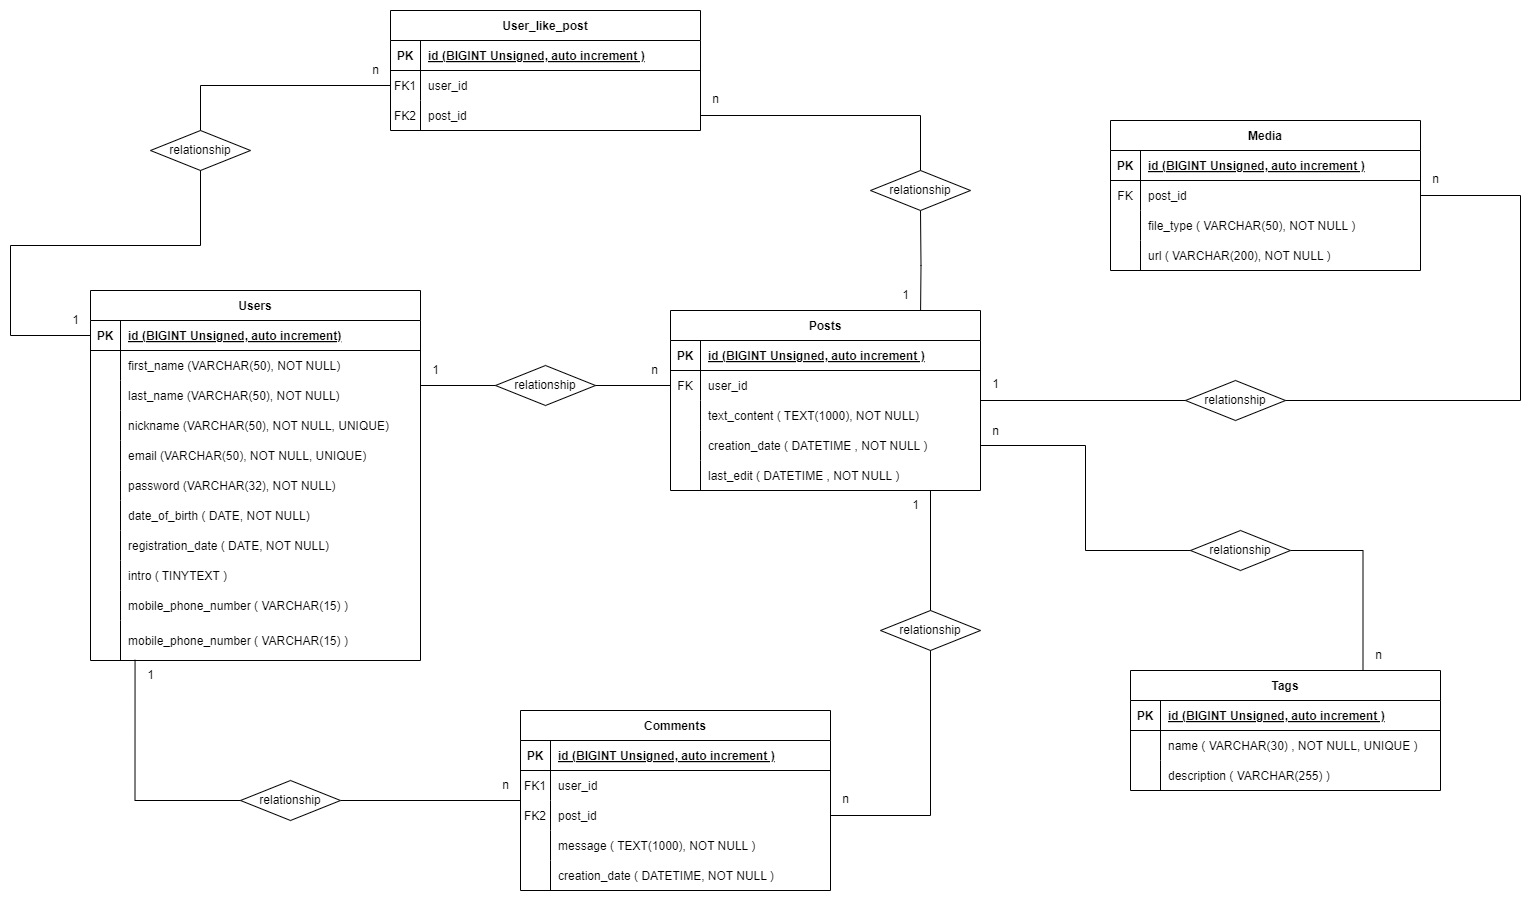 User_like_post
PK id (BIGINT Unsigned, auto increment )
FK1 user_id
FK2 post_id
n
n
relationship
relationship
1
1
Media
PK id (BIGINT Unsigned, auto increment )
FK post_id
file_type ( VARCHAR(50), NOT NULL )
url ( VARCHAR(200), NOT NULL )
n
Users
PK id (BIGINT Unsigned, auto increment)
first_name (VARCHAR(50), NOT NULL)
last_name (VARCHAR(50), NOT NULL)
nickname (VARCHAR(50), NOT NULL, UNIQUE)
email (VARCHAR(50), NOT NULL, UNIQUE)
password (VARCHAR(32), NOT NULL)
date_of_birth ( DATE, NOT NULL)
registration_date ( DATE, NOT NULL)
intro ( TINYTEXT )
mobile_phone_number ( VARCHAR(15) )
mobile_phone_number ( VARCHAR(15) )
1
relationship
n
Posts
PK id (BIGINT Unsigned, auto increment )
FK user_id
text_content ( TEXT(1000), NOT NULL)
creation_date ( DATETIME , NOT NULL )
last_edit ( DATETIME , NOT NULL )
1
relationship
n
relationship
n
1
relationship
1
relationship
n
Comments
PK id (BIGINT Unsigned, auto increment )
FK1 user_id
FK2 post_id
message ( TEXT(1000), NOT NULL )
creation_date ( DATETIME, NOT NULL )
n
Tags
PK id (BIGINT Unsigned, auto increment )
name ( VARCHAR(30) , NOT NULL, UNIQUE )
description ( VARCHAR(255) )